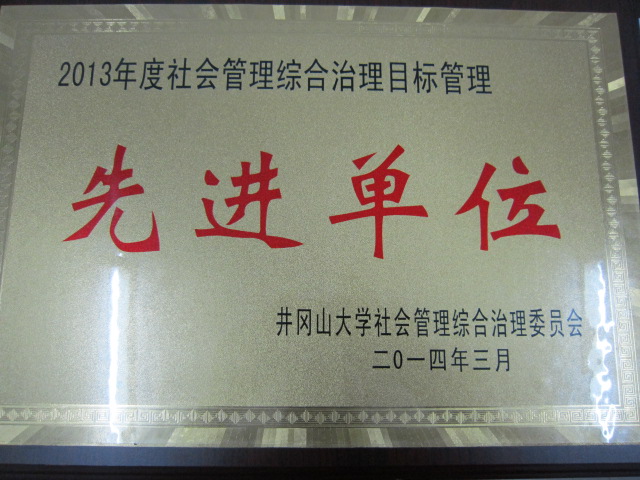 2013年度社会管理综合治理目标管理
先进单位
井冈山大学社会管理综合治理委员会
二0一四年三月